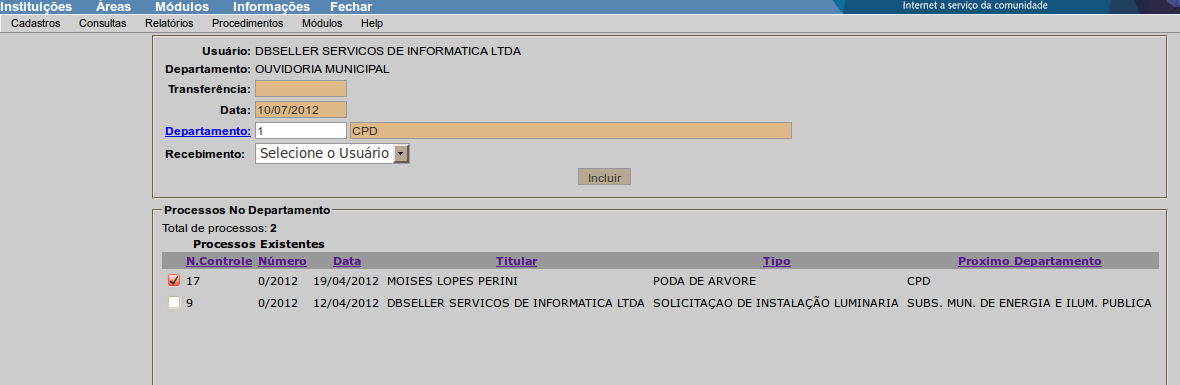 Instituições Áreas Módulos Informações Fechar
Internet a serviço da comunidade
Cadastros Consultas Relatórios Procedimentos Módulos Help
Usuário: DBSELLER SERVICOS DE INFORMATICA LTDA
Departamento: OUVIDORIA MUNICIPAL
Transferência:
Data: 10/07/2012
Departamento: 1 CPD
Recebimento: Selecione o Usuário
Incluir
Processos No Departamento
Total de processos: 2
Processos Existentes
N.Controle Número Data Titular Tipo Proximo Departamento
17 0/2012 19/04/2012 MOISES LOPES PERINI PODA DE ARVORE CPD
9 0/2012 12/04/2012 DBSELLER SERVICOS DE INFORMATICA LTDA SOLICITAÇAO DE INSTALAÇÃO LUMINARIA SUBS. MUN. DE ENERGIA E ILUM. PUBLICA